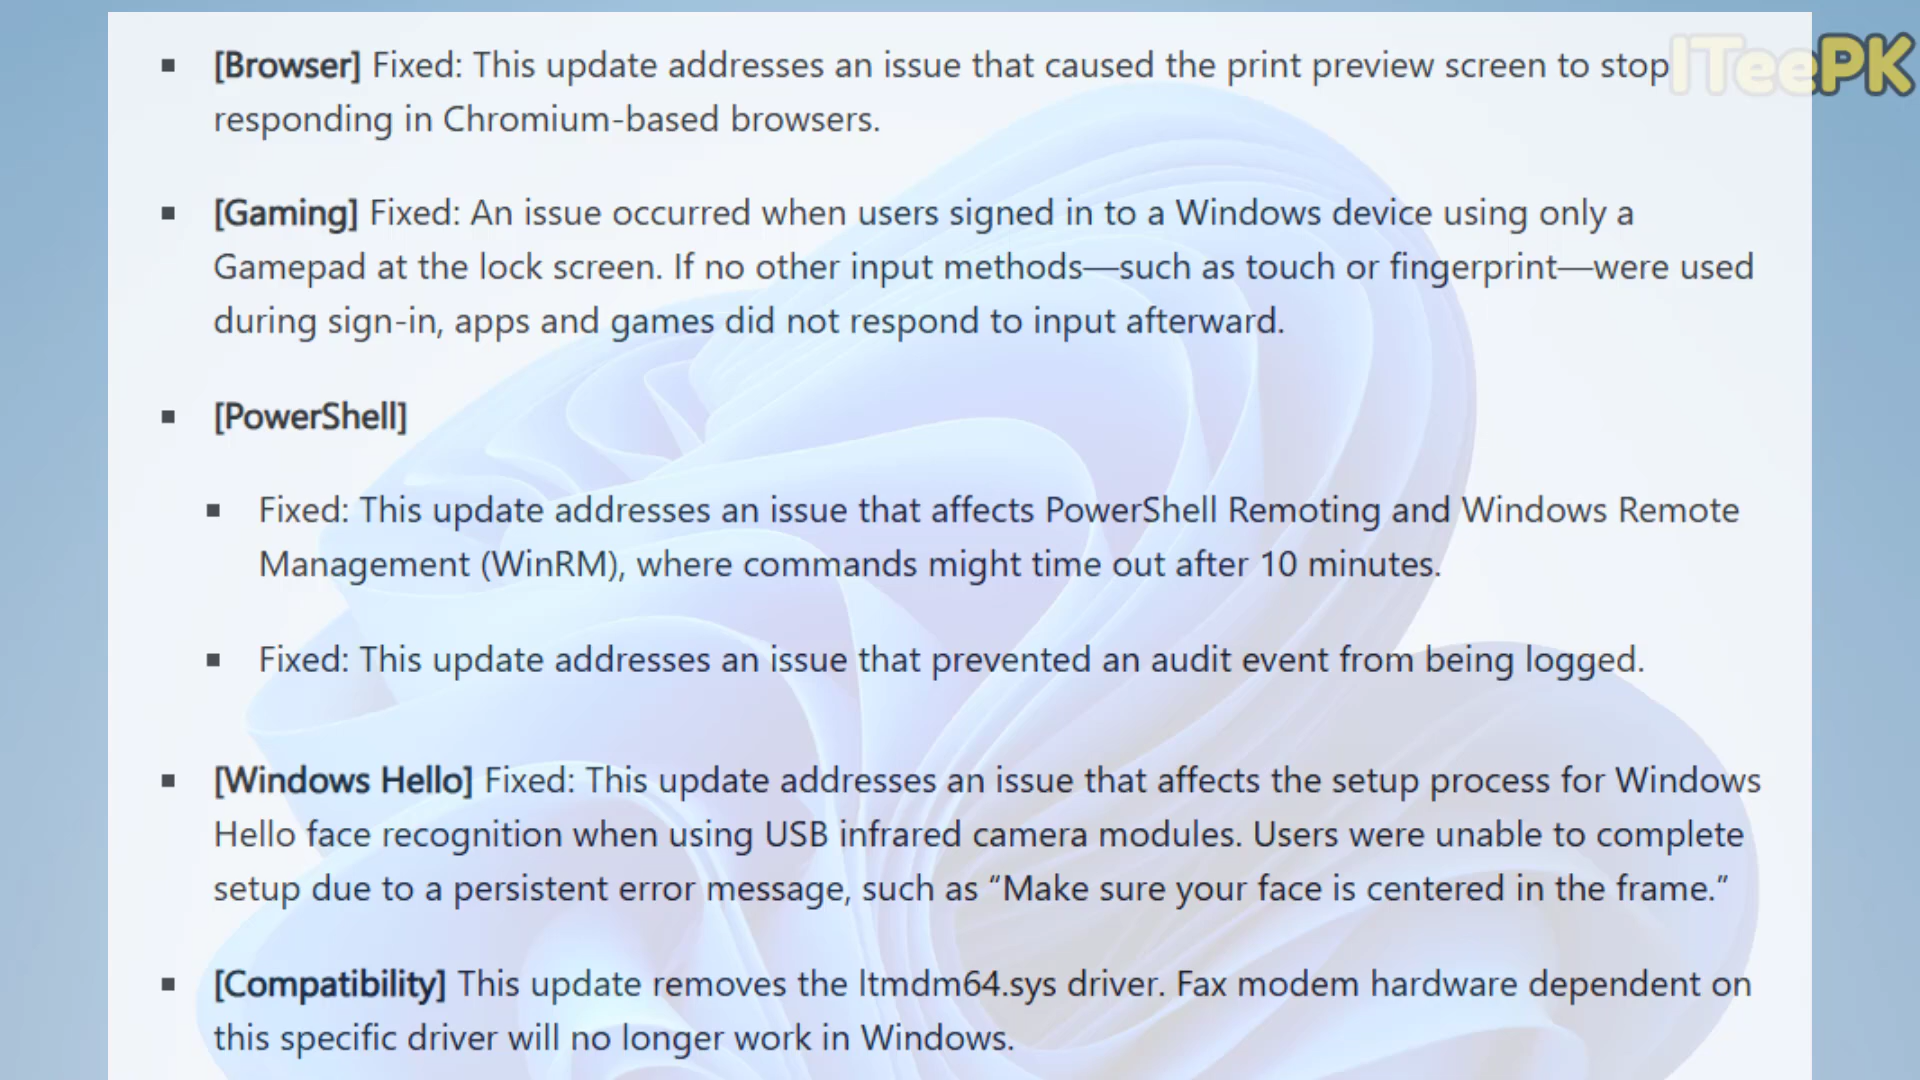 [Browser] Fixed: This update addresses an issue that caused the print preview screen to stop
ITeePK
responding in Chromium-based browsers.
[Gaming] Fixed: An issue occurred when users signed in to a Windows device using only a
Gamepad at the lock screen. If no other input methods—such as touch or fingerprint—were used
during sign-in, apps and games did not respond to input afterward.
[PowerShell]
Fixed: This update addresses an issue that affects PowerShell Remoting and Windows Remote
Management (WinRM), where commands might time out after 10 minutes.
Fixed: This update addresses an issue that prevented an audit event from being logged.
[Windows Hello] Fixed: This update addresses an issue that affects the setup process for Windows
Hello face recognition when using USB infrared camera modules. Users were unable to complete
setup due to a persistent error message, such as “Make sure your face is centered in the frame.”
[Compatibility] This update removes the ltmdm64.sys driver. Fax modem hardware dependent on
this specific driver will no longer work in Windows.